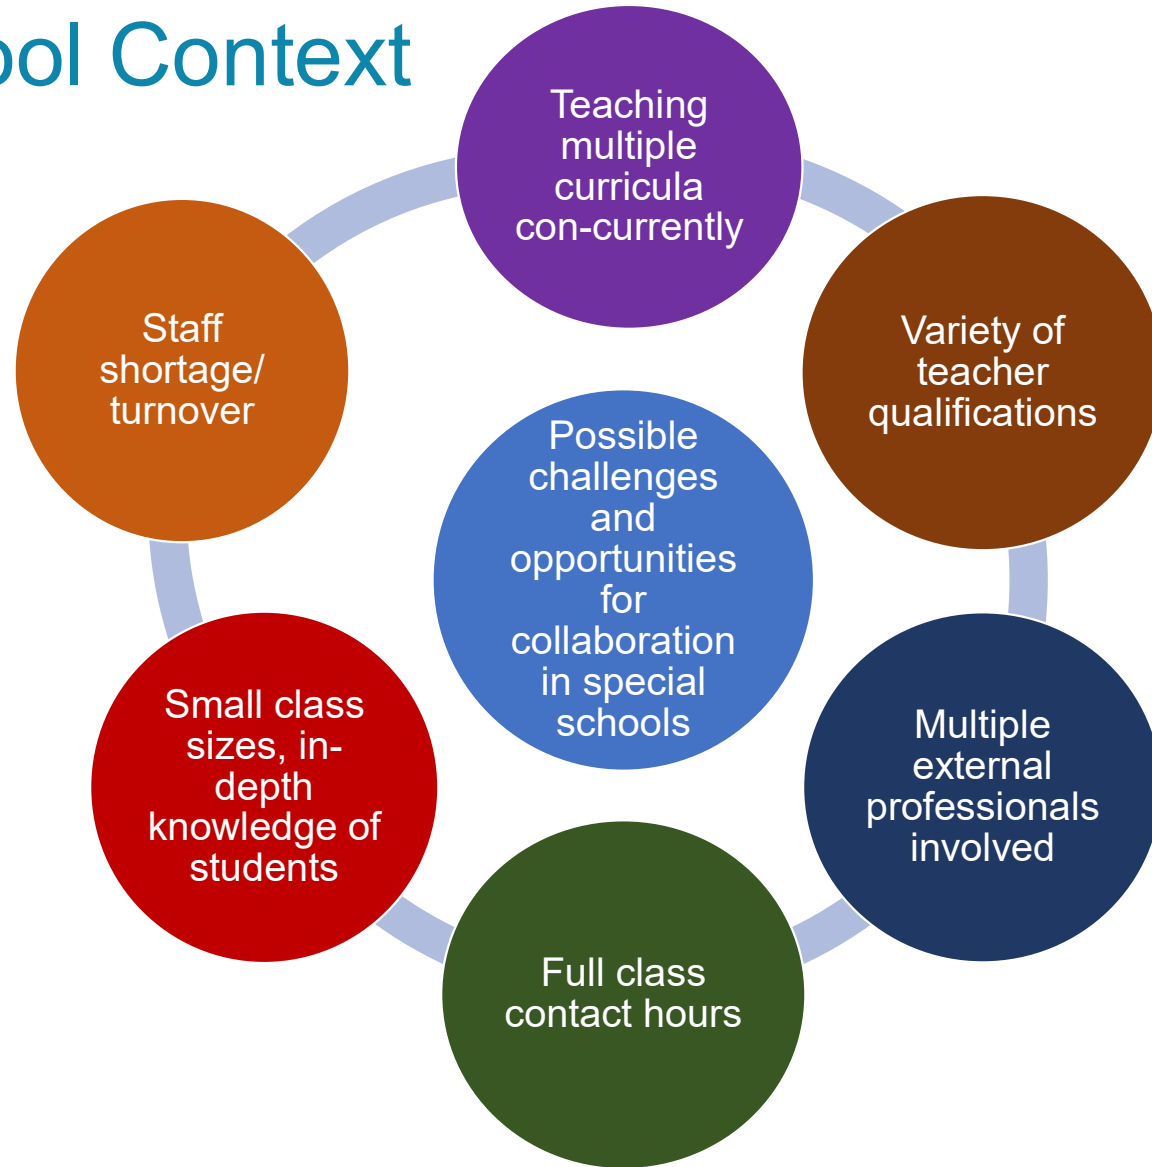 ool Context
Teaching
multiple
curricula
con-currently
Variety of
teacher
qualifications
Multiple
external
professionals
involved
Full class
contact hours
Small class
sizes, in-
depth
knowledge of
students
Staff
shortage/
turnover
Possible
challenges
and
opportunities
for
collaboration
in special
schools